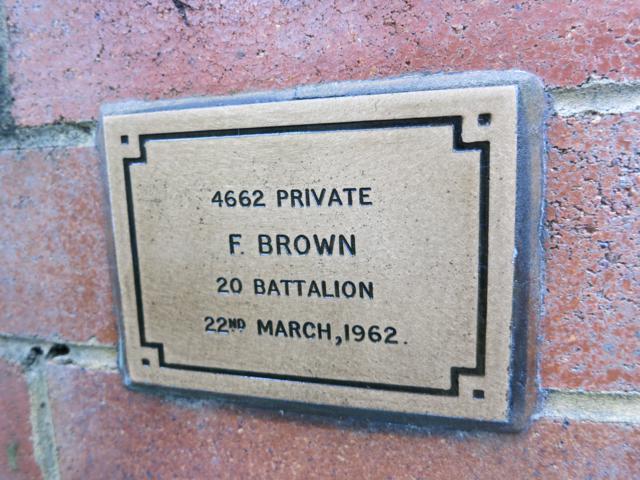 4662 PRIVATE
F. BROWN
20 BATTALION
22ND MARCH, 1962.